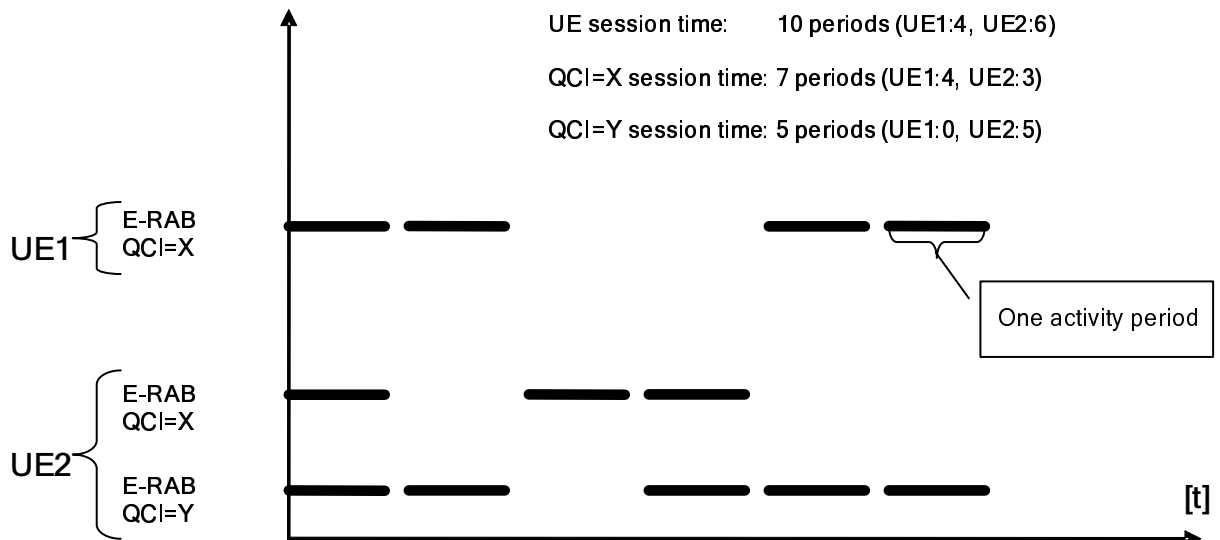 UE session time: 10 periods (UE1:4, UE2:6)
QCI=X session time: 7 periods (UE1:4, UE2:3)
QCI=Y session time: 5 periods (UE1:0, UE2:5)
UE1
E-RAB
QCI=X
One activity period
UE2
E-RAB
QCI=X
E-RAB
QCI=Y
[t]